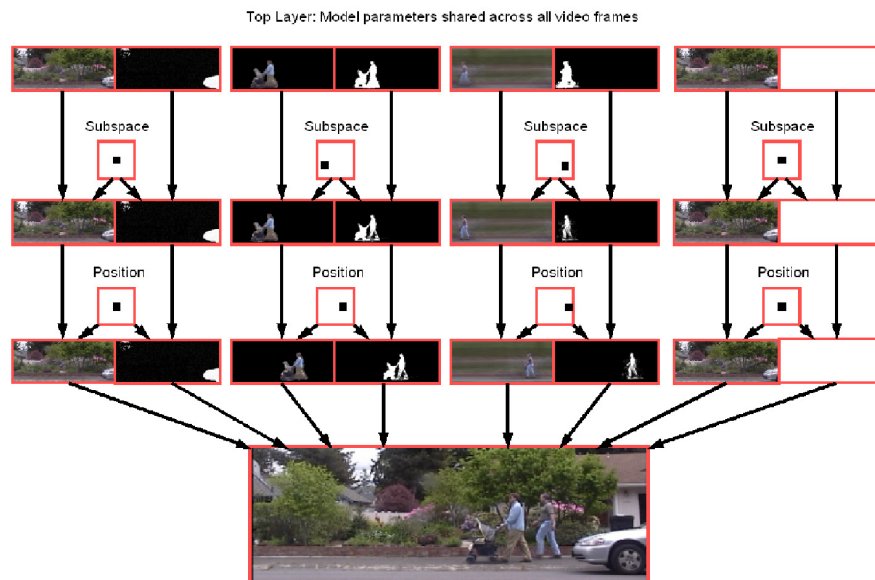 Top Layer: Model parameters shared across all video frames
Subspace Subspace Subspace Subspace
Position Position Position Position